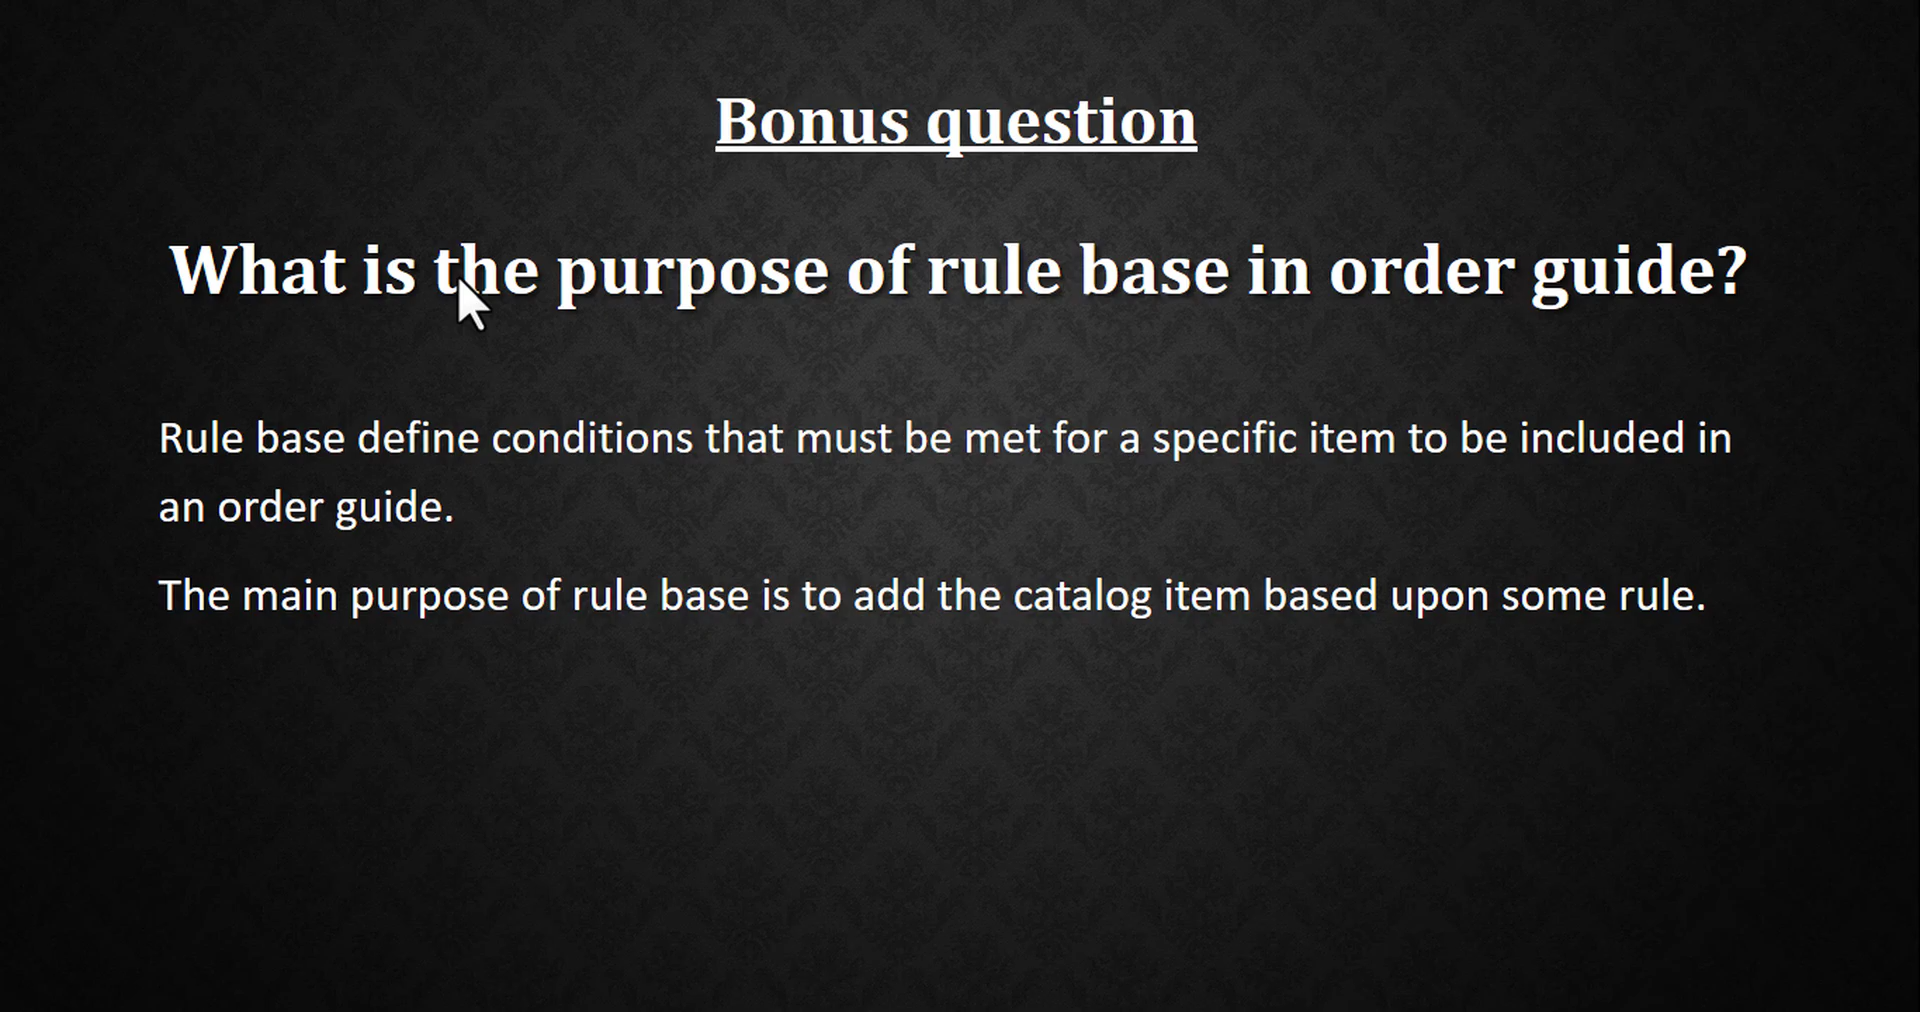 Bonus question
What is the purpose of rule base in order guide?
Rule base define conditions that must be met for a specific item to be included in
an order guide.
The main purpose of rule base is to add the catalog item based upon some rule.